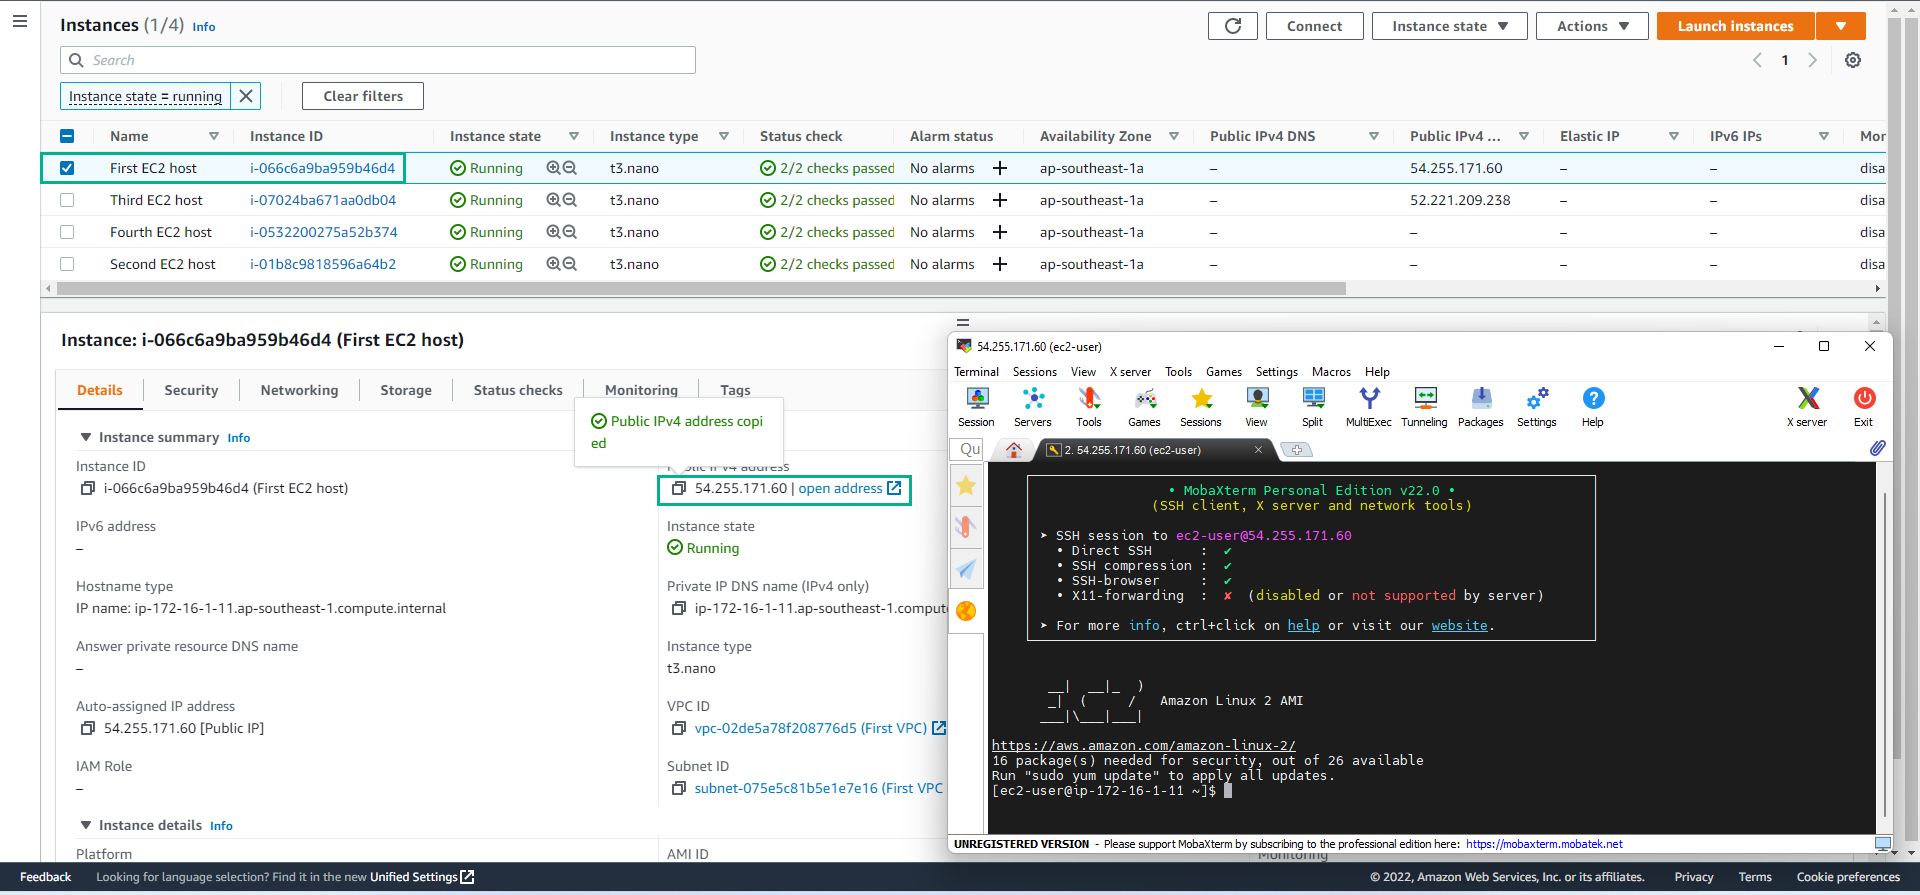 Instances (1/4) Info
Connect
Instance state
Actions
Launch instances
Search
1
Instance state = running
Clear filters
Name Instance ID Instance state Instance type Status check Alarm status Availability Zone Public IPv4 DNS Public IPv4 ... Elastic IP IPv6 IPs Mor
First EC2 host i-066c6a9ba959b46d4 Running t3.nano 2/2 checks passed No alarms + ap-southeast-1a – 54.255.171.60 – – disa
Third EC2 host i-07024ba671aa0db04 Running t3.nano 2/2 checks passed No alarms + ap-southeast-1a – 52.221.209.238 – – disa
Fourth EC2 host i-0532200275a52b374 Running t3.nano 2/2 checks passed No alarms + ap-southeast-1a – – – – disa
Second EC2 host i-01b8c9818596a64b2 Running t3.nano 2/2 checks passed No alarms + ap-southeast-1a – – – – disa
Instance: i-066c6a9ba959b46d4 (First EC2 host)
Details Security Networking Storage Status checks Monitoring Tags
Public IPv4 address copi
ed
Instance summary Info
Instance ID
i-066c6a9ba959b46d4 (First EC2 host)
Public IPv4 address
54.255.171.60 | open address
IPv6 address
–
Instance state
Running
Hostname type
IP name: ip-172-16-1-11.ap-southeast-1.compute.internal
Private IP DNS name (IPv4 only)
ip-172-16-1-11.ap-southeast-1.compute
Answer private resource DNS name
–
Instance type
t3.nano
Auto-assigned IP address
54.255.171.60 [Public IP]
VPC ID
vpc-02de5a78f208776d5 (First VPC)
IAM Role
–
Subnet ID
subnet-075e5c81b5e1e7e16 (First VPC
Instance details Info
Platform
AMI ID
Monitoring
54.255.171.60 (ec2-user)
Terminal Sessions View X server Tools Games Settings Macros Help
Session Servers Tools Games Sessions View Split MultiExec Tunneling Packages Settings Help X server Exit
Qu
2. 54.255.171.60 (ec2-user)
• MobaXterm Personal Edition v22.0 •
(SSH client, X server and network tools)
➤ SSH session to ec2-user@54.255.171.60
• Direct SSH : ✔
• SSH compression : ✔
• SSH-browser : ✔
• X11-forwarding : ✘ (disabled or not supported by server)
➤ For more info, ctrl+click on help or visit our website.
__| __|_ )
_| ( / Amazon Linux 2 AMI
___|\___|___|
https://aws.amazon.com/amazon-linux-2/
16 package(s) needed for security, out of 26 available
Run "sudo yum update" to apply all updates.
[ec2-user@ip-172-16-1-11 ~]$
UNREGISTERED VERSION - Please support MobaXterm by subscribing to the professional edition here: https://mobaxterm.mobatek.net
Feedback Looking for language selection? Find it in the new Unified Settings © 2022, Amazon Web Services, Inc. or its affiliates. Privacy Terms Cookie preferences